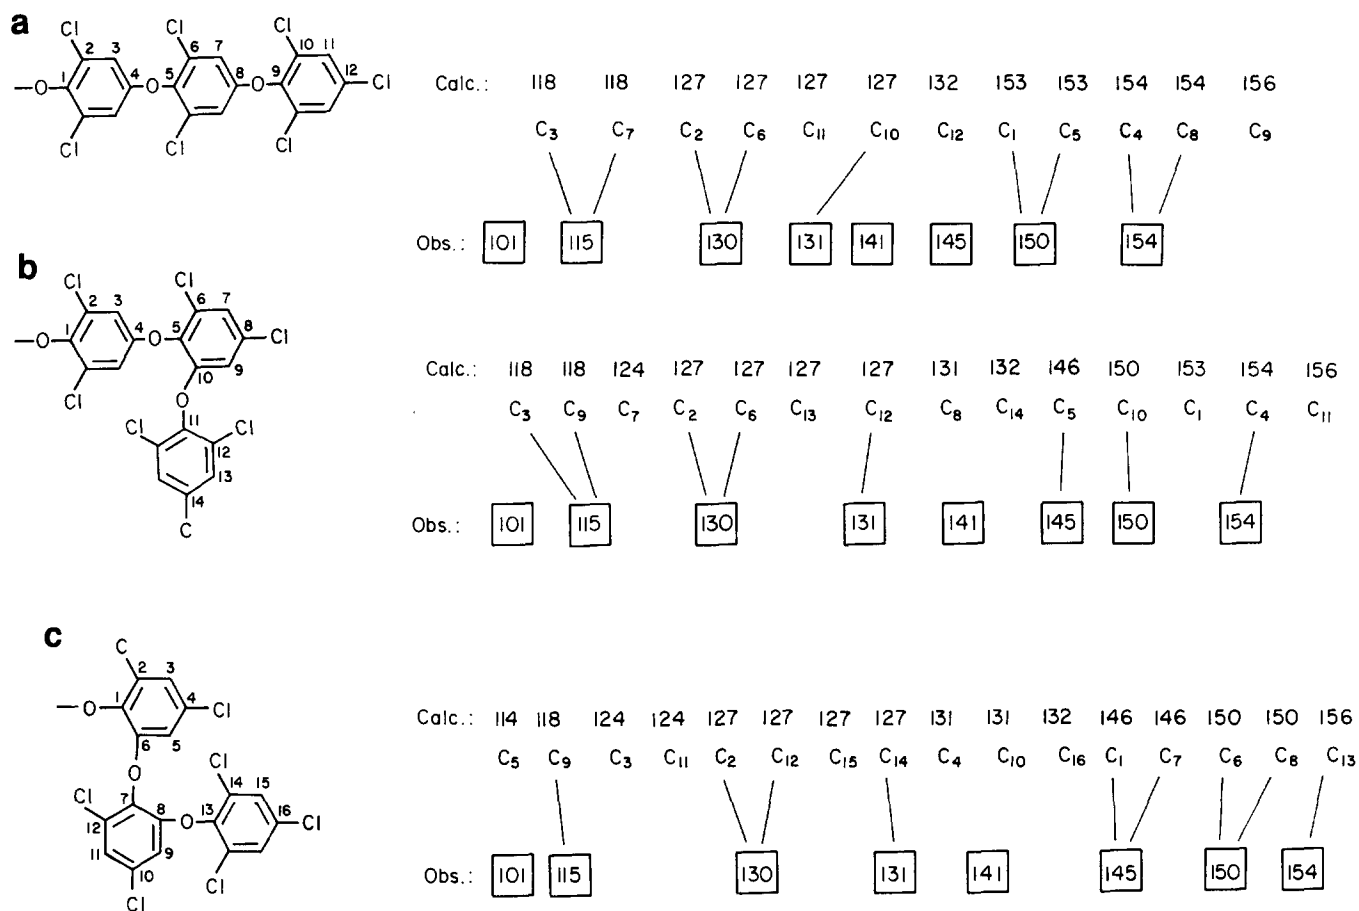 a
Cl Cl Cl
2 3 6 7 10 11
—O 1 4 O 5 8 O 9 12 Cl
Cl Cl Cl
Calc.: 118 118 127 127 127 127 132 153 153 154 154 156
C3 C7 C2 C6 C11 C10 C12 C1 C5 C4 C8 C9
Obs.: 101 115 130 131 141 145 150 154
b
Cl Cl
2 3 6 7
—O 1 4 O 5 8 Cl
10 9
Cl
O
Cl 11 Cl
12
13
14
C
Calc.: 118 118 124 127 127 127 127 131 132 146 150 153 154 156
C3 C9 C7 C2 C6 C13 C12 C8 C14 C5 C10 C1 C4 C11
Obs.: 101 115 130 131 141 145 150 154
c
C
2 3
—O 1 4 Cl
6 5
O Cl
14 15
Cl 7 8 O 13 16 Cl
12
11 9
10 Cl
Cl
Calc.: 114 118 124 124 127 127 127 127 131 131 132 146 146 150 150 156
C5 C9 C3 C11 C2 C12 C15 C14 C4 C10 C16 C1 C7 C6 C8 C13
Obs.: 101 115 130 131 141 145 150 154